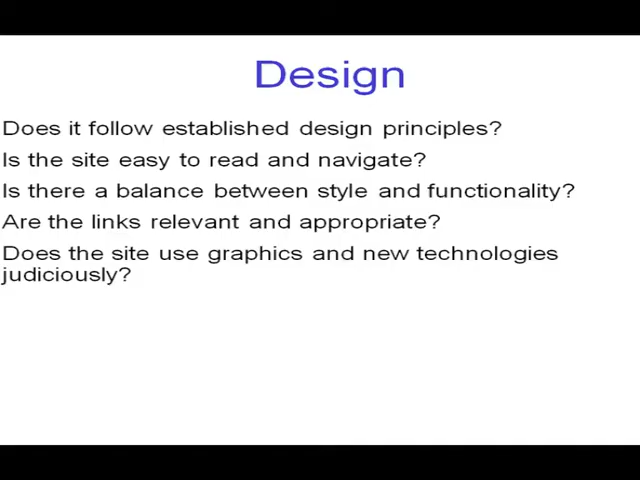 Design
Does it follow established design principles?
Is the site easy to read and navigate?
Is there a balance between style and functionality?
Are the links relevant and appropriate?
Does the site use graphics and new technologies
judiciously?